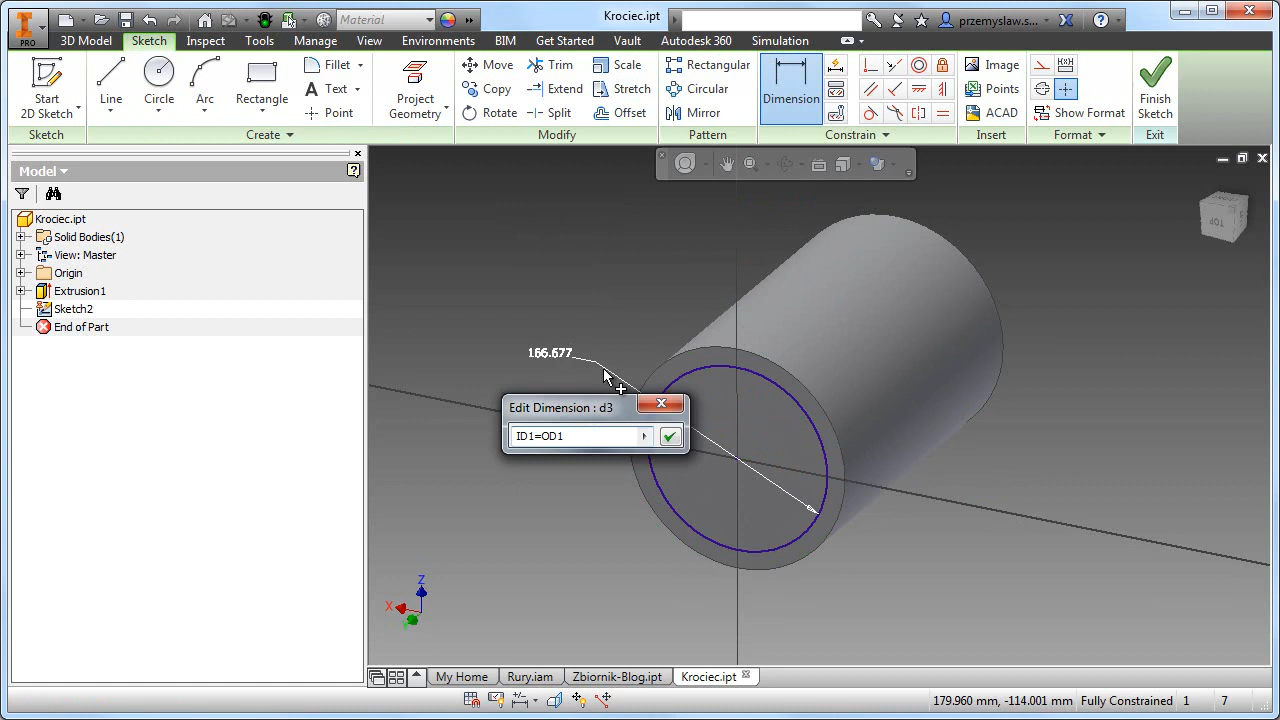 Material
Krociec.ipt
przemyslaw.s...
PRO
3D Model
Sketch
Inspect
Tools
Manage
View
Environments
BIM
Get Started
Vault
Autodesk 360
Simulation
Start
2D Sketch
Line
Circle
Arc
Rectangle
Fillet
Text
Point
Project
Geometry
Move
Copy
Rotate
Trim
Extend
Split
Scale
Stretch
Offset
Rectangular
Circular
Mirror
Dimension
Image
Points
ACAD
Show Format
Finish
Sketch
Sketch
Create
Modify
Pattern
Constrain
Insert
Format
Exit
Model
Krociec.ipt
Solid Bodies(1)
View: Master
Origin
Extrusion1
Sketch2
End of Part
TOP
166.677
Edit Dimension : d3
ID1=OD1
Z
X
Y
My Home
Rury.iam
Zbiornik-Blog.ipt
Krociec.ipt
179.960 mm, -114.001 mm
Fully Constrained
1
7